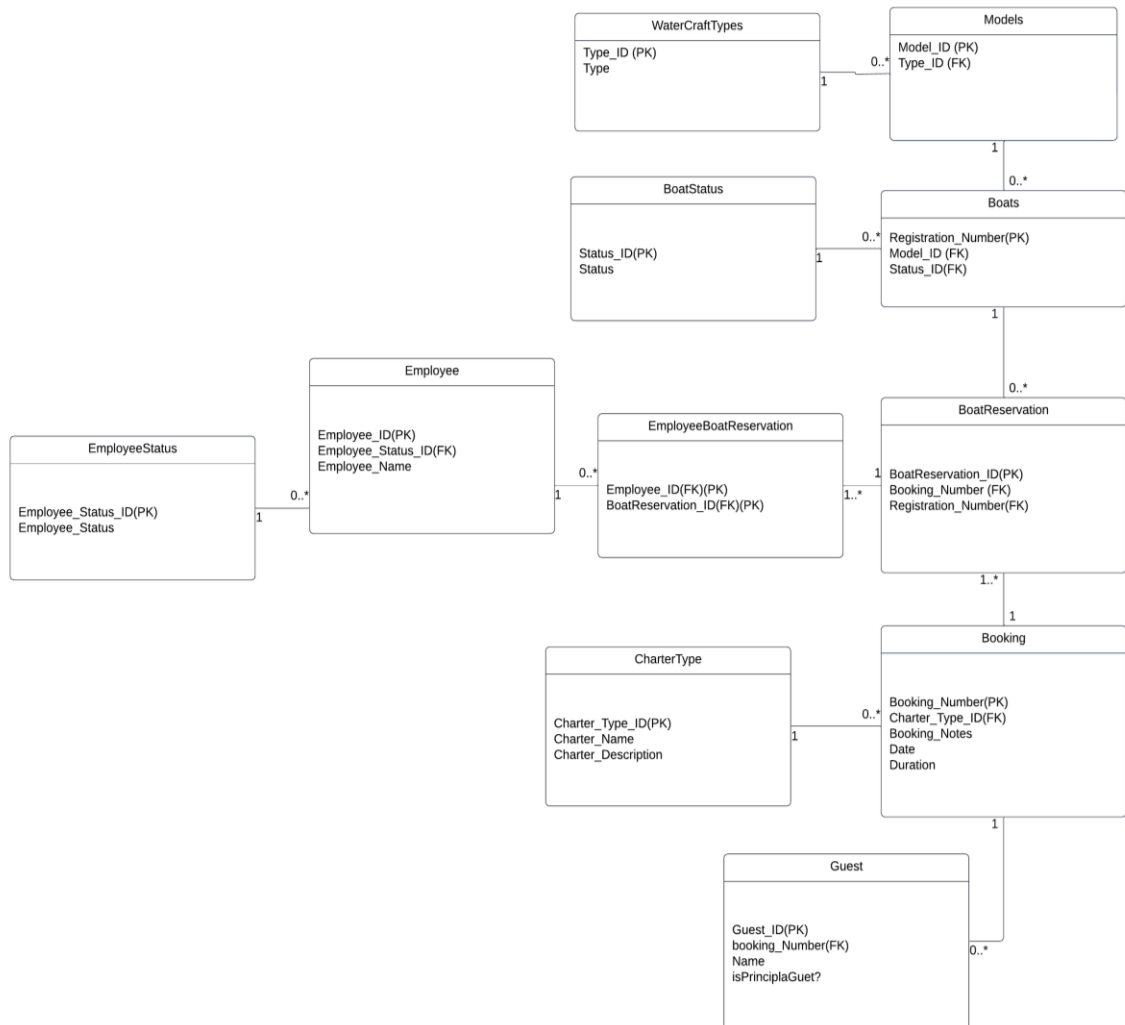 WaterCraftTypes
Type_ID (PK)
Type
1
0..*
Models
Model_ID (PK)
Type_ID (FK)
1
0..*
BoatStatus
Status_ID(PK)
Status
1
0..*
Boats
Registration_Number(PK)
Model_ID (FK)
Status_ID(FK)
1
0..*
EmployeeStatus
Employee_Status_ID(PK)
Employee_Status
1
0..*
Employee
Employee_ID(PK)
Employee_Status_ID(FK)
Employee_Name
1
0..*
EmployeeBoatReservation
Employee_ID(FK)(PK)
BoatReservation_ID(FK)(PK)
1..*
1
BoatReservation
BoatReservation_ID(PK)
Booking_Number (FK)
Registration_Number(FK)
1..*
1
CharterType
Charter_Type_ID(PK)
Charter_Name
Charter_Description
1
0..*
Booking
Booking_Number(PK)
Charter_Type_ID(FK)
Booking_Notes
Date
Duration
1
0..*
Guest
Guest_ID(PK)
booking_Number(FK)
Name
isPrinciplaGuet?